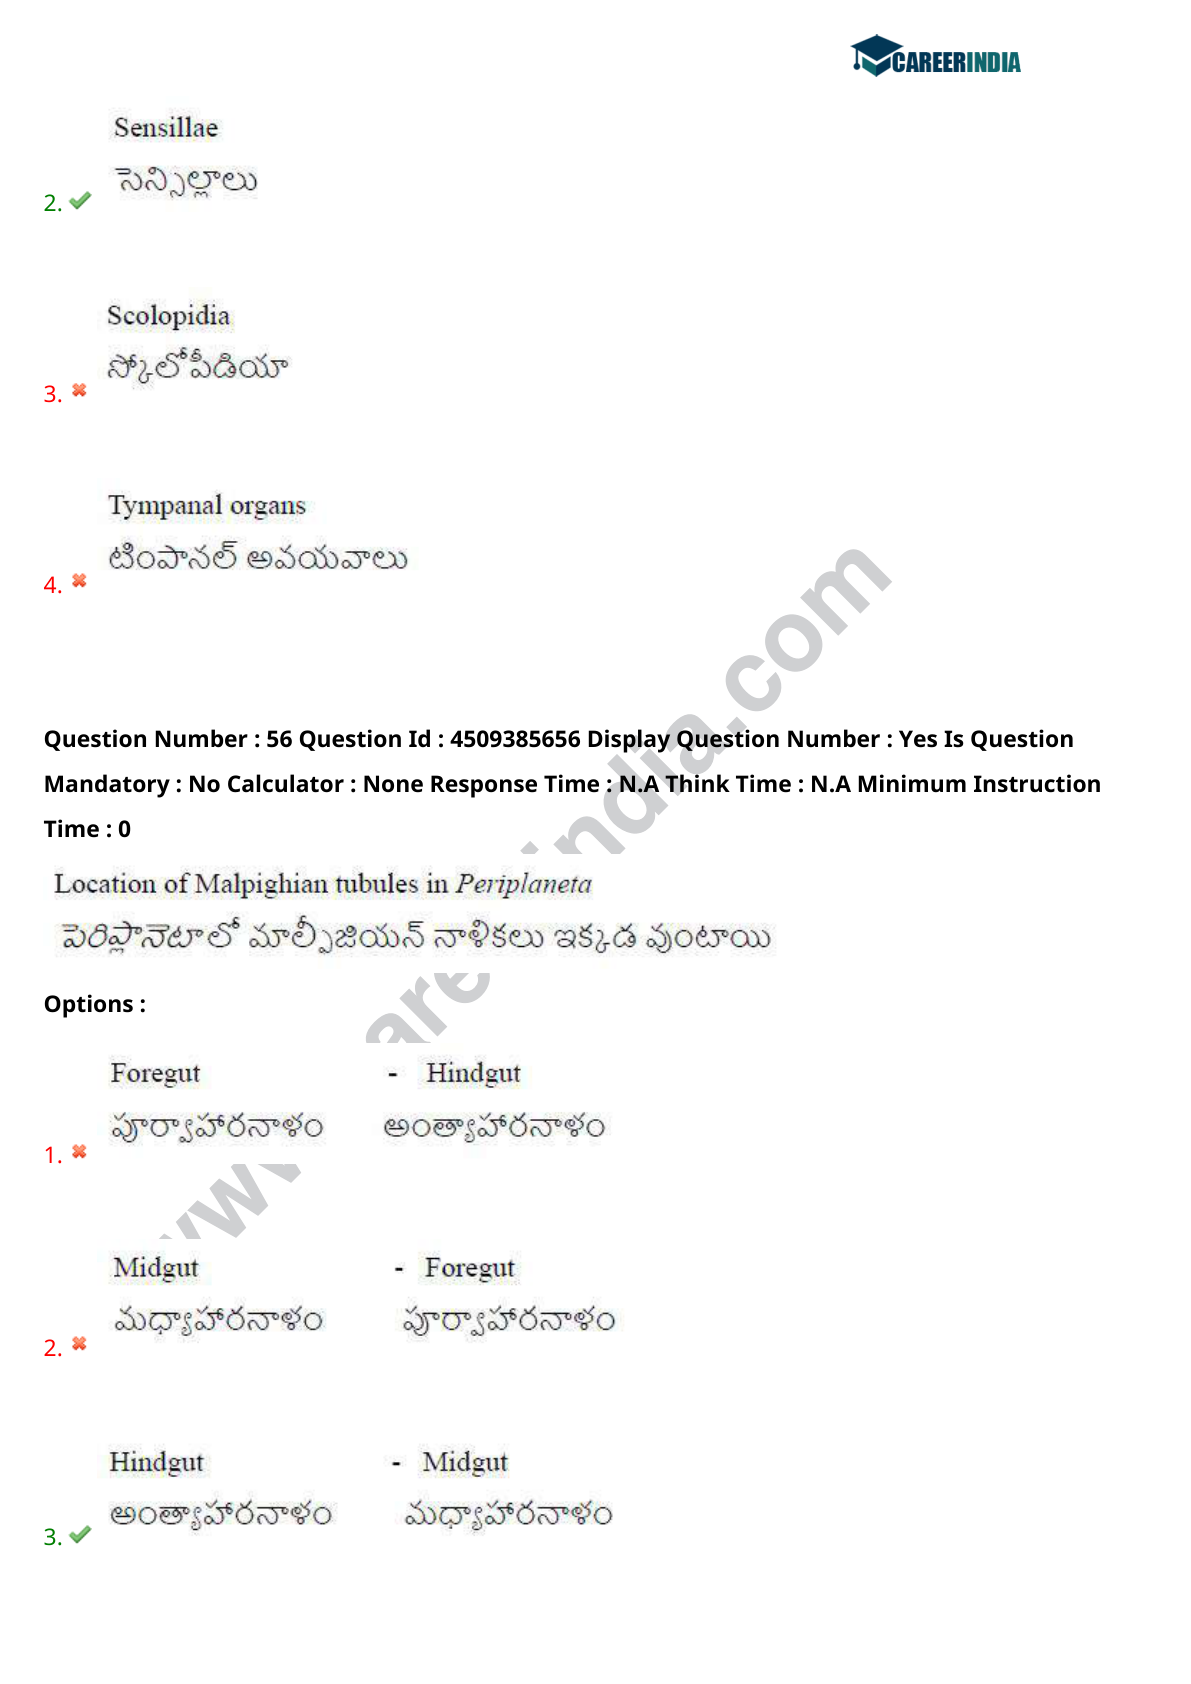 CAREERINDIA
Sensillae
సెన్సిల్లాలు
2.
Scolopidia
స్కోలోపీడియా
3.
Tympanal organs
టింపానల్ అవయవాలు
4.
Question Number : 56 Question Id : 4509385656 Display Question Number : Yes Is Question
Mandatory : No Calculator : None Response Time : N.A Think Time : N.A Minimum Instruction
Time : 0
Location of Malpighian tubules in Periplaneta
పెరిప్లానెటాలో మాల్పీజియన్ నాళికలు ఇక్కడ వుంటాయి
Options :
Foregut - Hindgut
పూర్వాహారనాళం అంత్యాహారనాళం
1.
Midgut - Foregut
మధ్యాహారనాళం పూర్వాహారనాళం
2.
Hindgut - Midgut
అంత్యాహారనాళం మధ్యాహారనాళం
3.